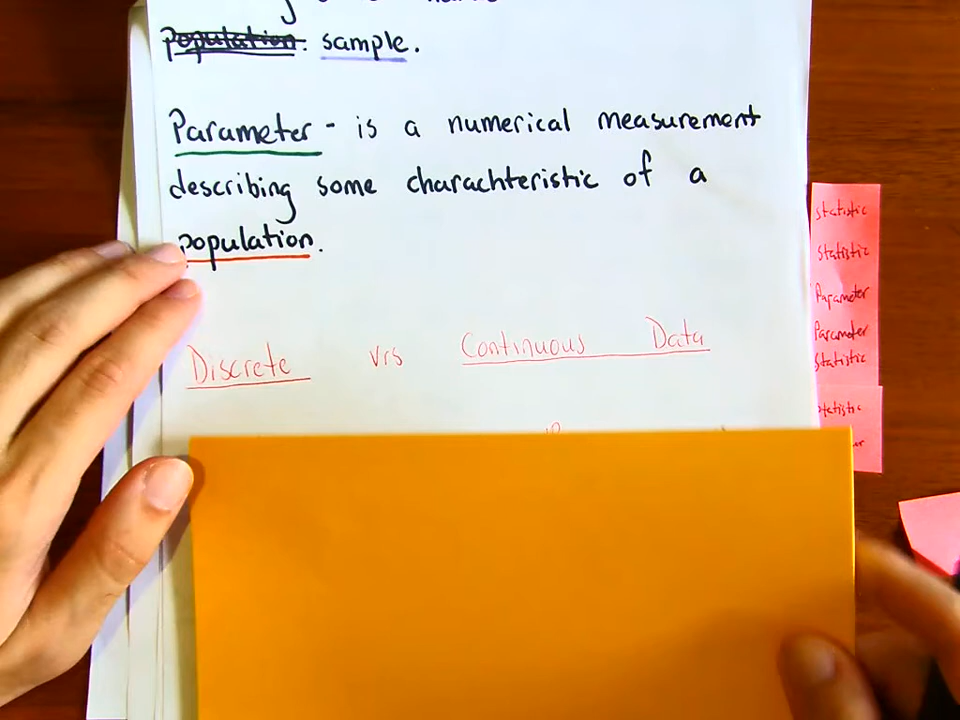 population. sample.
Parameter - is a numerical measurement
describing some charachteristic of a
population.
Discrete vrs Continuous Data
Statistic
Statistic
Parameter
Parameter
Statistic
Statistic